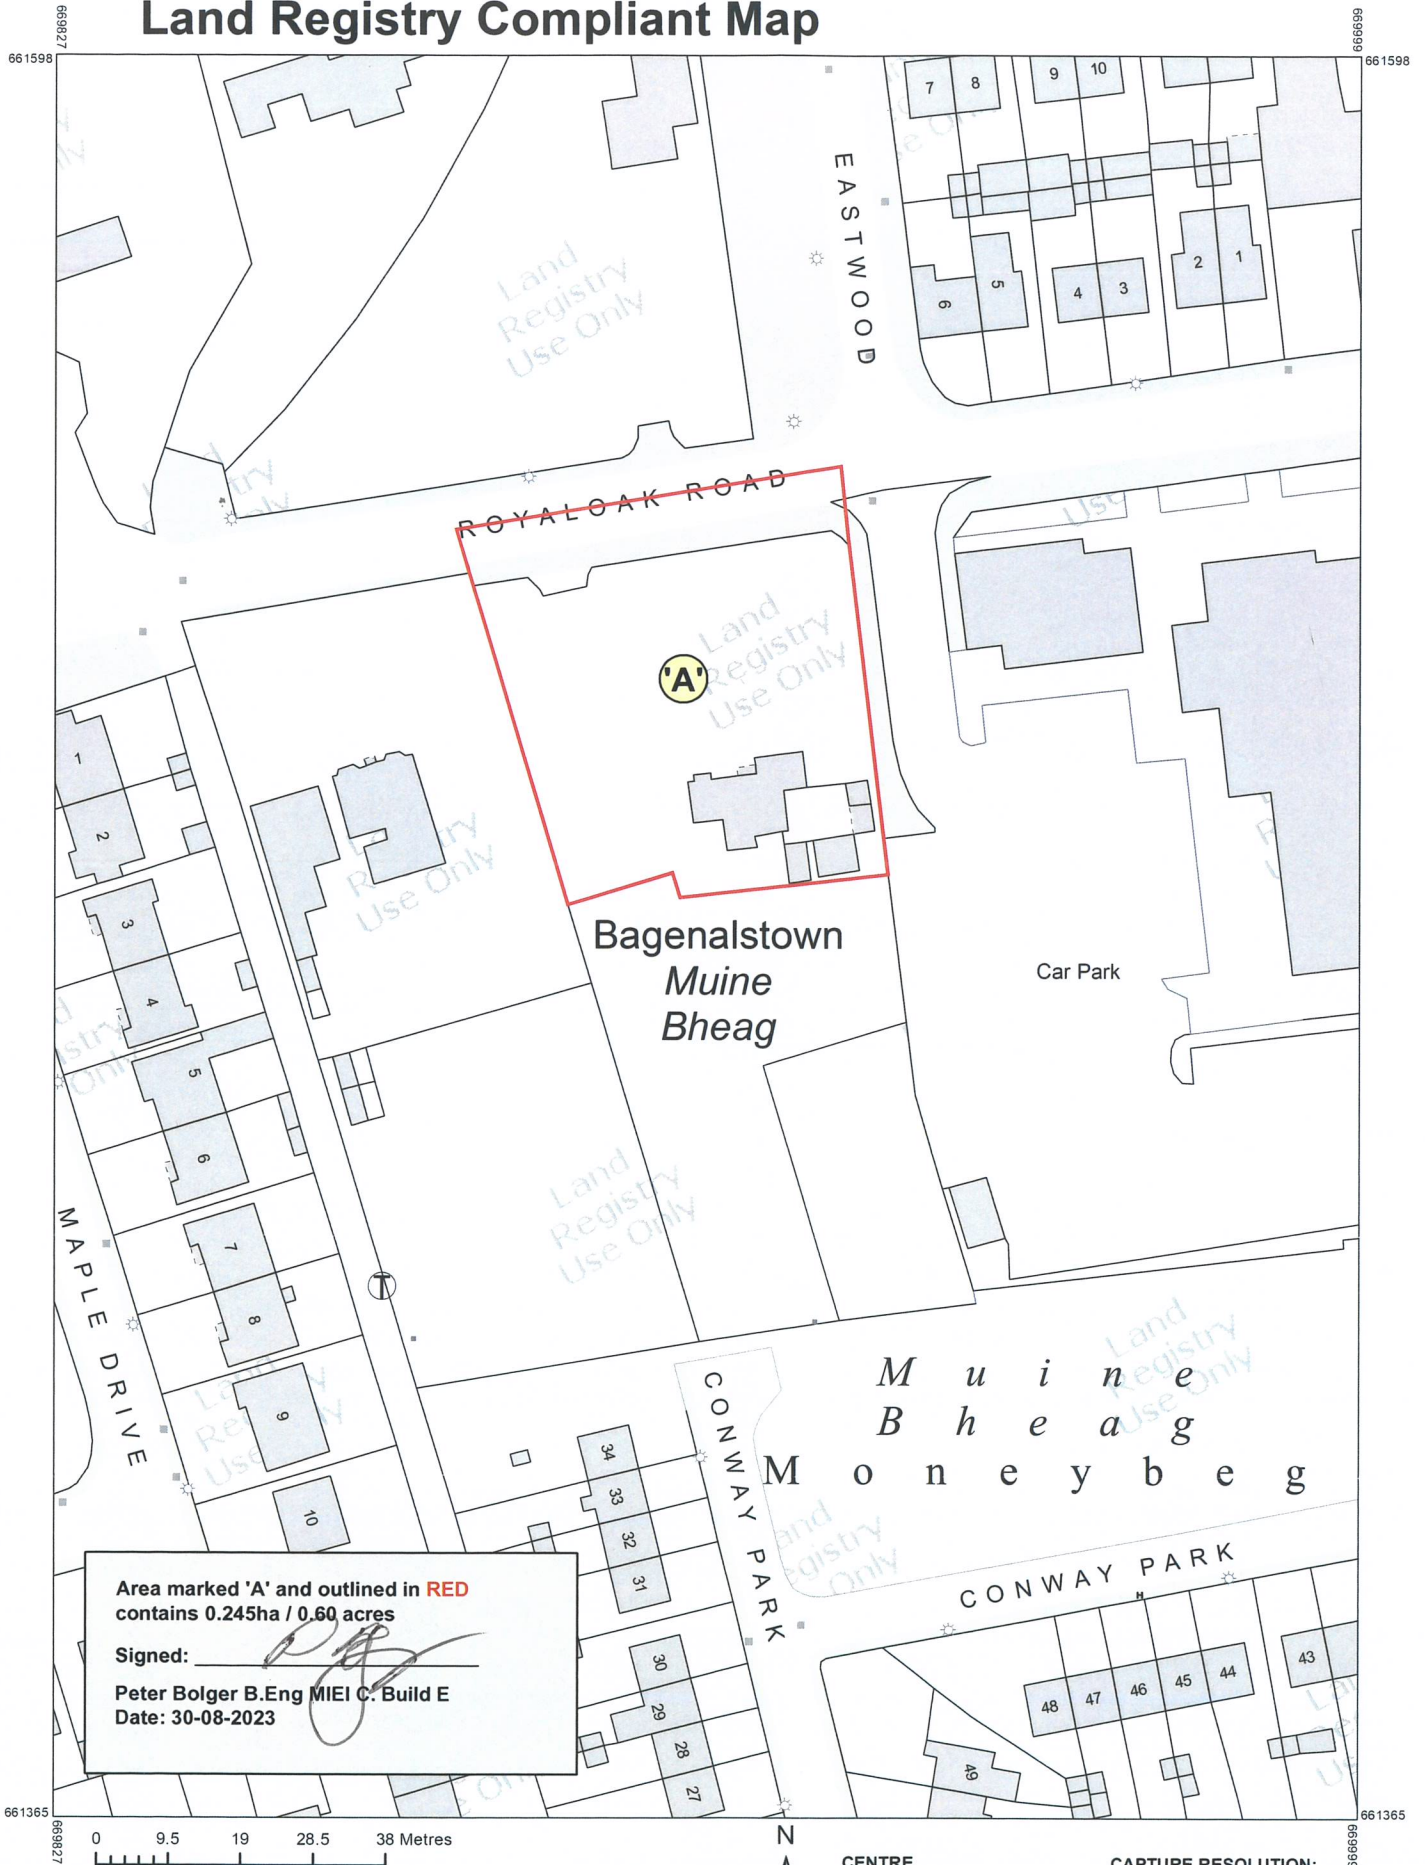 Land Registry Compliant Map
669827
669999
661598
661598
7
8
9
10
EASTWOOD
6
5
4
3
2
1
Land
Registry
Use Only
ROYALOAK ROAD
Use
Land
Registry
Use Only
'A'
1
2
3
4
5
6
7
8
9
10
Use Only
Bagenalstown
Muine
Bheag
Car Park
Land
Registry
Use Only
MAPLE DRIVE
T
Land
Registry
Use Only
Muine
Bheag
Moneybeg
CONWAY PARK
34
33
32
31
30
29
28
27
CONWAY PARK
H
48
47
46
45
44
43
49
Area marked 'A' and outlined in RED
contains 0.245ha / 0.60 acres
Signed:
Peter Bolger B.Eng MIEI C. Build E
Date: 30-08-2023
661365
661365
669827
669999
0 9.5 19 28.5 38 Metres
N
CENTRE
CAPTURE RESOLUTION: